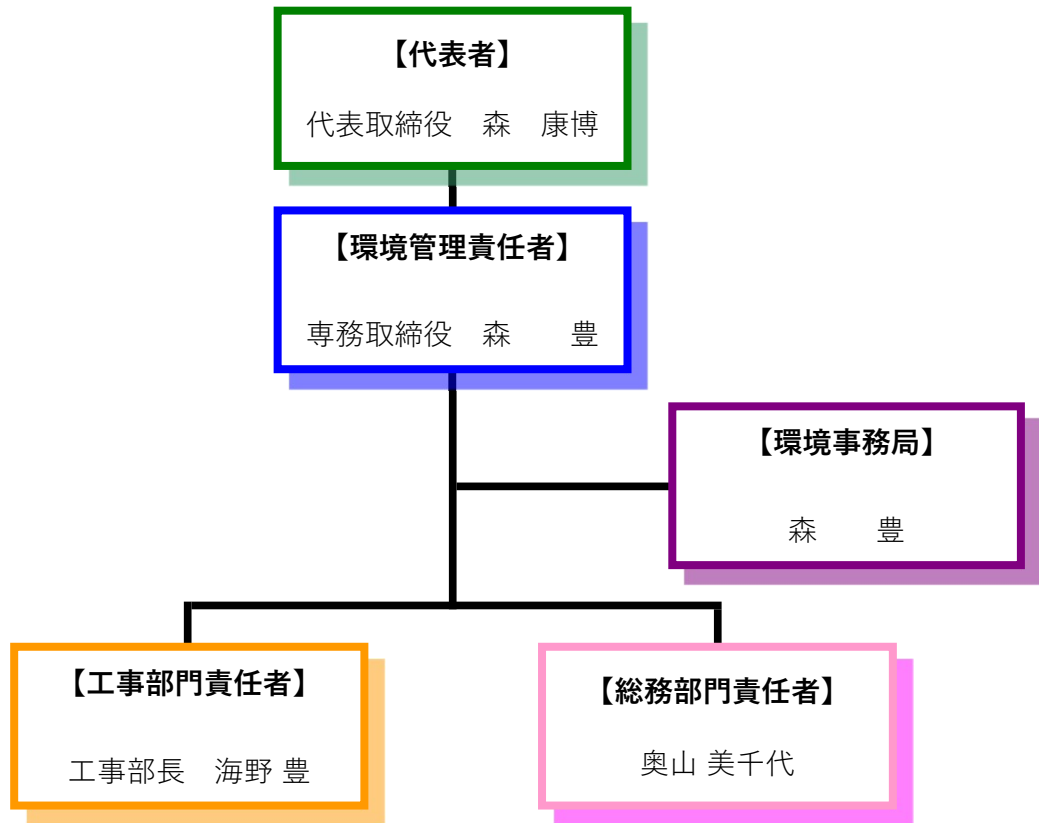 【代表者】
代表取締役　森　康博
【環境管理責任者】
専務取締役　森　　豊
【環境事務局】
森　　豊
【工事部門責任者】
工事部長　海野 豊
【総務部門責任者】
奥山 美千代